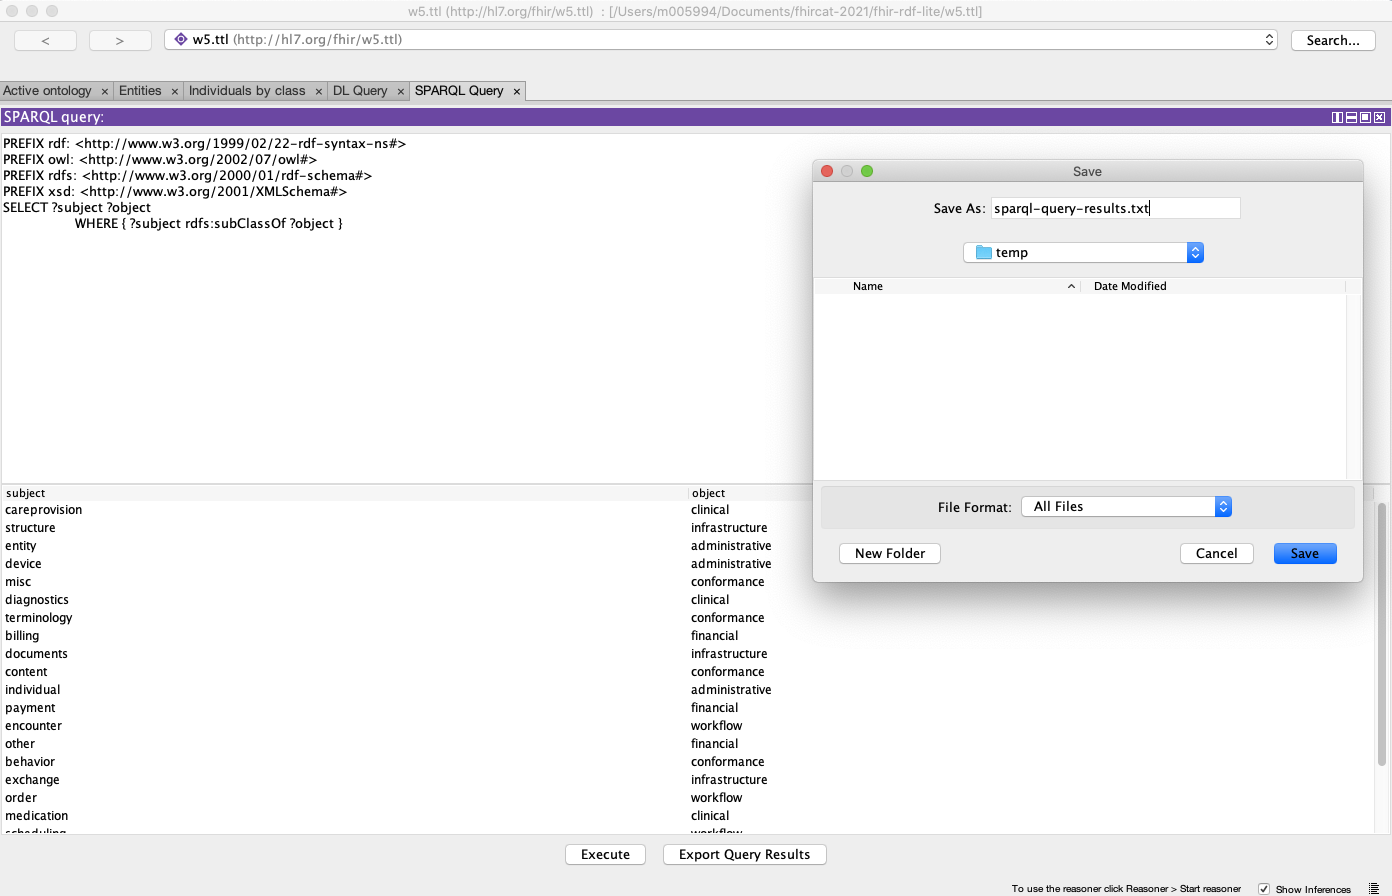 w5.ttl (http://hl7.org/fhir/w5.ttl) : [/Users/m005994/Documents/fhircat-2021/fhir-rdf-lite/w5.ttl]
< > w5.ttl (http://hl7.org/fhir/w5.ttl) Search...
Active ontology × Entities × Individuals by class × DL Query × SPARQL Query ×
SPARQL query:
PREFIX rdf: <http://www.w3.org/1999/02/22-rdf-syntax-ns#>
PREFIX owl: <http://www.w3.org/2002/07/owl#>
PREFIX rdfs: <http://www.w3.org/2000/01/rdf-schema#>
PREFIX xsd: <http://www.w3.org/2001/XMLSchema#>
SELECT ?subject ?object
WHERE { ?subject rdfs:subClassOf ?object }
Save
Save As: sparql-query-results.txt
temp
Name Date Modified
File Format: All Files
New Folder Cancel Save
subject object
careprovision clinical
structure infrastructure
entity administrative
device administrative
misc conformance
diagnostics clinical
terminology conformance
billing financial
documents infrastructure
content conformance
individual administrative
payment financial
encounter workflow
other financial
behavior conformance
exchange infrastructure
order workflow
medication clinical
scheduling workflow
Execute Export Query Results
To use the reasoner click Reasoner > Start reasoner Show Inferences